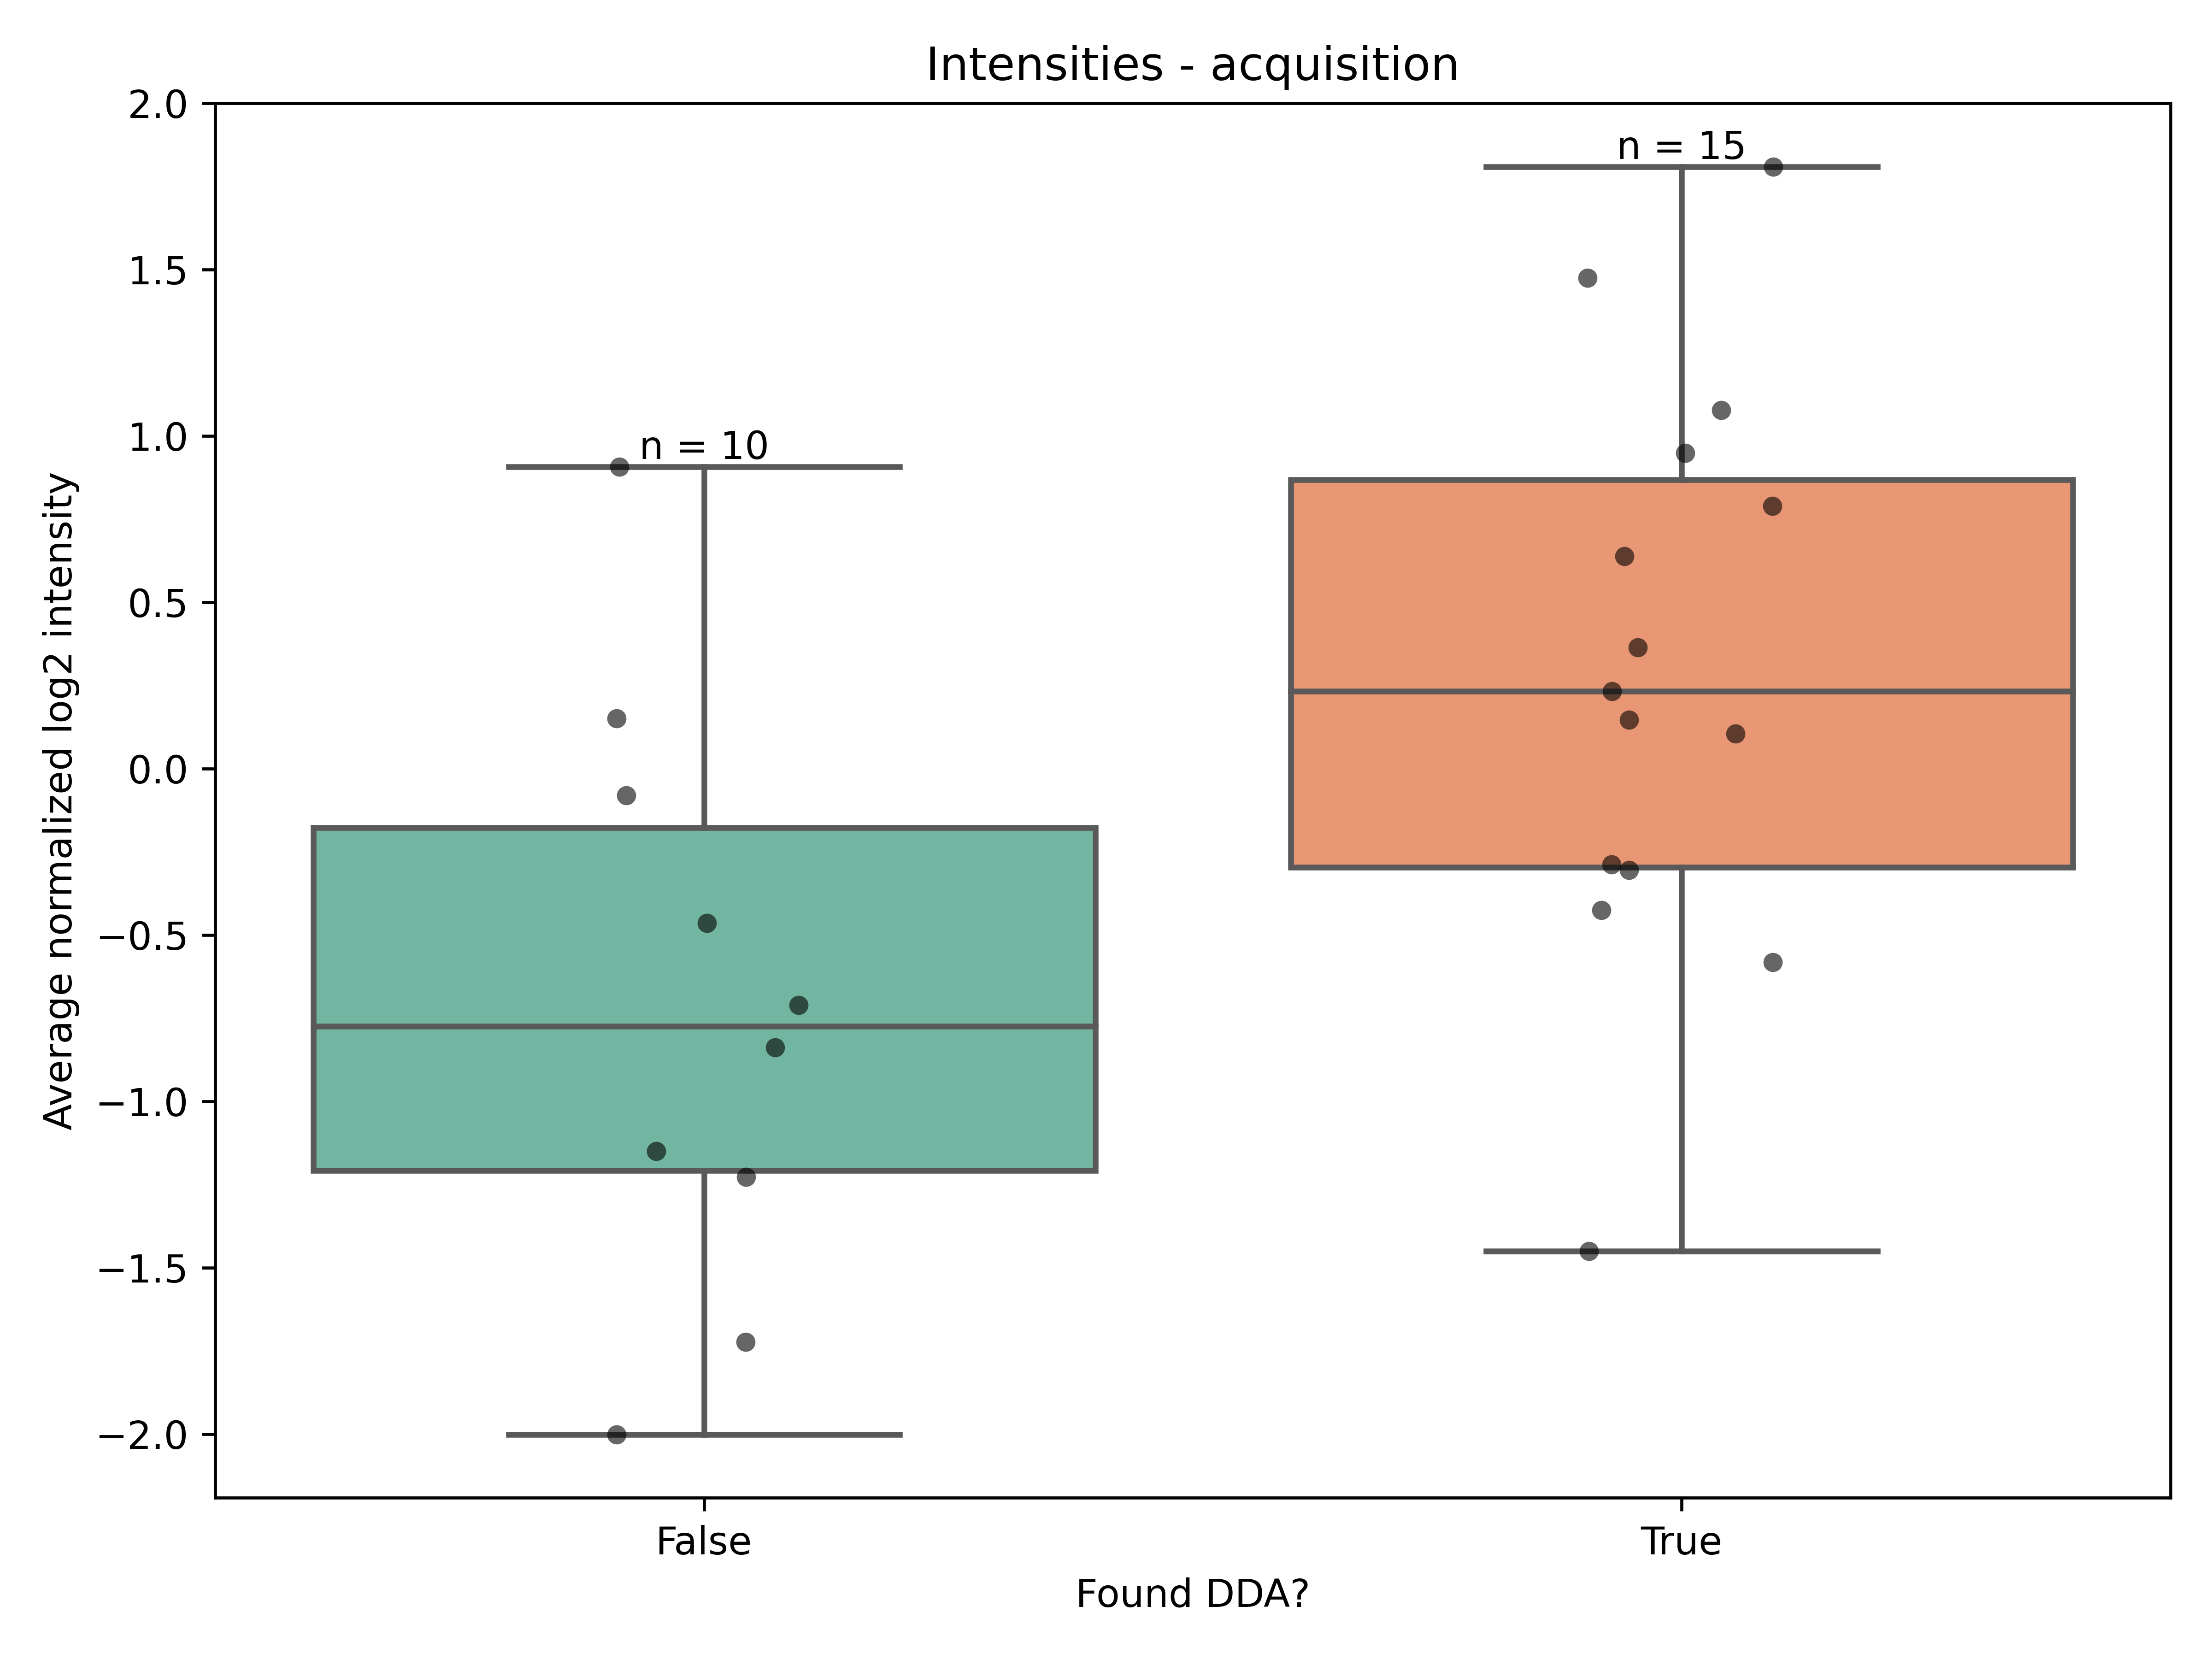 Intensities - acquisition
2.0
1.5
1.0
0.5
0.0
−0.5
−1.0
−1.5
−2.0
Average normalized log2 intensity
n = 10
n = 15
False
True
Found DDA?